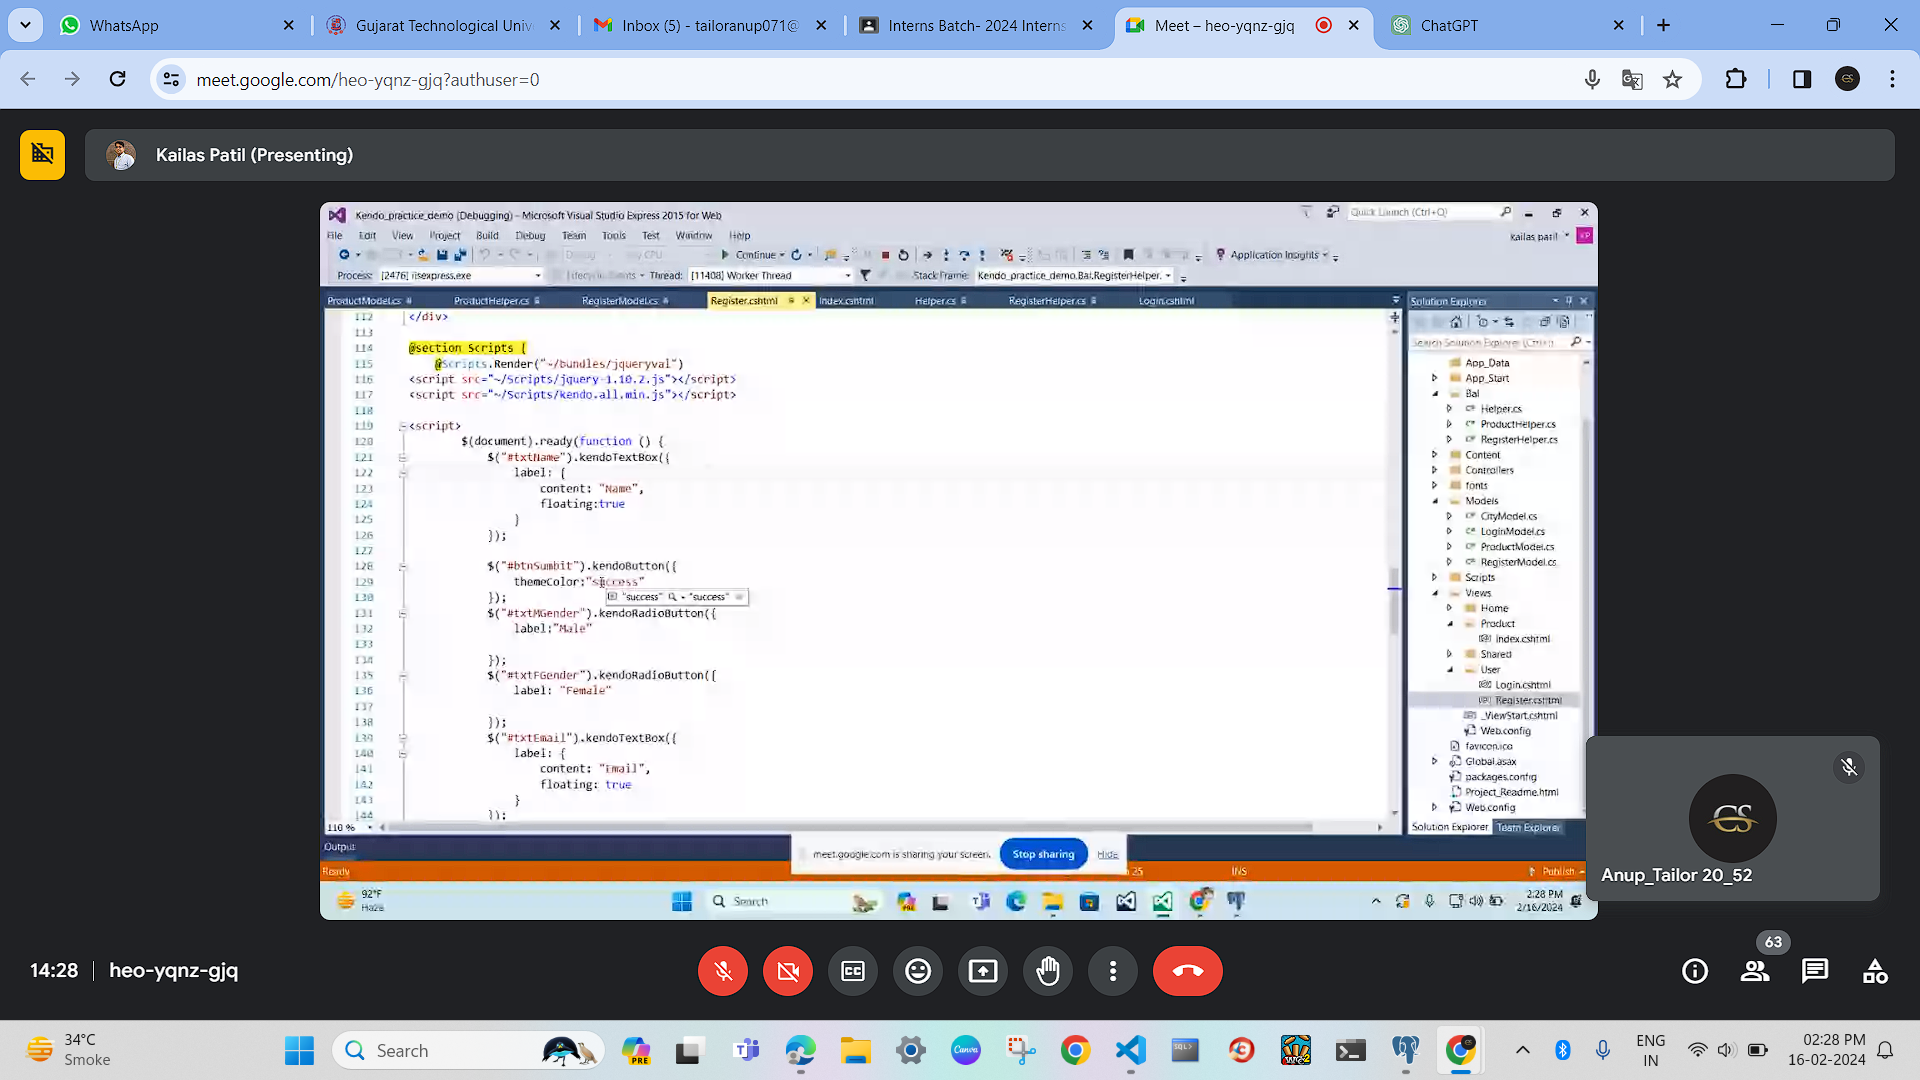 WhatsApp
Gujarat Technological Univ
Inbox (5) - tailoranup071@
Interns Batch- 2024 Interns
Meet – heo-yqnz-gjq
ChatGPT
meet.google.com/heo-yqnz-gjq?authuser=0
Kailas Patil (Presenting)
Kendo_practice_demo (Debugging) - Microsoft Visual Studio Express 2015 for Web
Quick Launch (Ctrl+Q)
File Edit View Project Build Debug Team Tools Test Window Help
kailas patil
KP
Debug
Continue
Application Insights
Process: [2476] iisexpress.exe
Lifecycle Events
Thread: [11408] Worker Thread
Stack Frame: Kendo_practice_demo.Bal.RegisterHelper.
ProductModel.cs
ProductHelper.cs
RegisterModel.cs
Register.cshtml
Index.cshtml
Helper.cs
RegisterHelper.cs
Login.cshtml
112 </div>
113
114 @section Scripts {
115 @Scripts.Render("~/bundles/jqueryval")
116 <script src="~/Scripts/jquery-1.10.2.js"></script>
117 <script src="~/Scripts/kendo.all.min.js"></script>
118
119 <script>
120 $(document).ready(function () {
121 $("#txtName").kendoTextBox({
122 label: {
123 content: "Name",
124 floating:true
125 }
126 });
127
128 $("#btnSumbit").kendoButton({
129 themeColor:"success"
130 });
"success" "success"
131 $("#txtMGender").kendoRadioButton({
132 label:"Male"
133
134 });
135 $("#txtFGender").kendoRadioButton({
136 label: "Female"
137
138 });
139 $("#txtEmail").kendoTextBox({
140 label: {
141 content: "Email",
142 floating: true
143 }
144 });
110 %
Solution Explorer
Search Solution Explorer (Ctrl+;)
App_Data
App_Start
Bal
Helper.cs
ProductHelper.cs
RegisterHelper.cs
Content
Controllers
fonts
Models
CityModel.cs
LoginModel.cs
ProductModel.cs
RegisterModel.cs
Scripts
Views
Home
Product
Index.cshtml
Shared
User
Login.cshtml
Register.cshtml
_ViewStart.cshtml
Web.config
favicon.ico
Global.asax
packages.config
Project_Readme.html
Web.config
Solution Explorer Team Explorer
Output
meet.google.com is sharing your screen. Stop sharing Hide
Ready
25
INS
Publish
92°F
Haze
Search
2:28 PM
2/16/2024
Anup_Tailor 20_52
14:28 heo-yqnz-gjq
63
34°C
Smoke
Search
PRE
Canva
SQL
ENG
IN
02:28 PM
16-02-2024